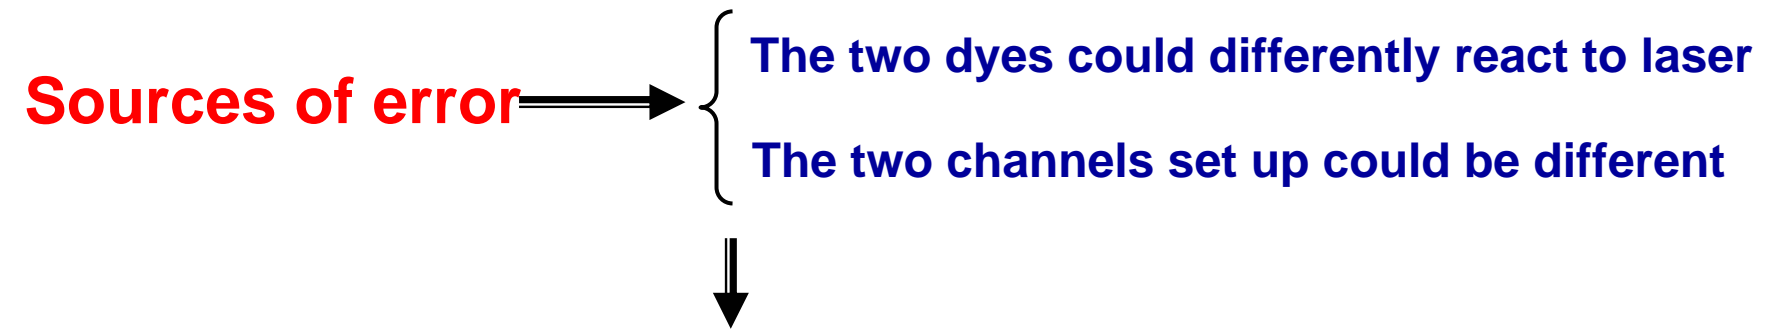 The two dyes could differently react to laser
Sources of error
The two channels set up could be different